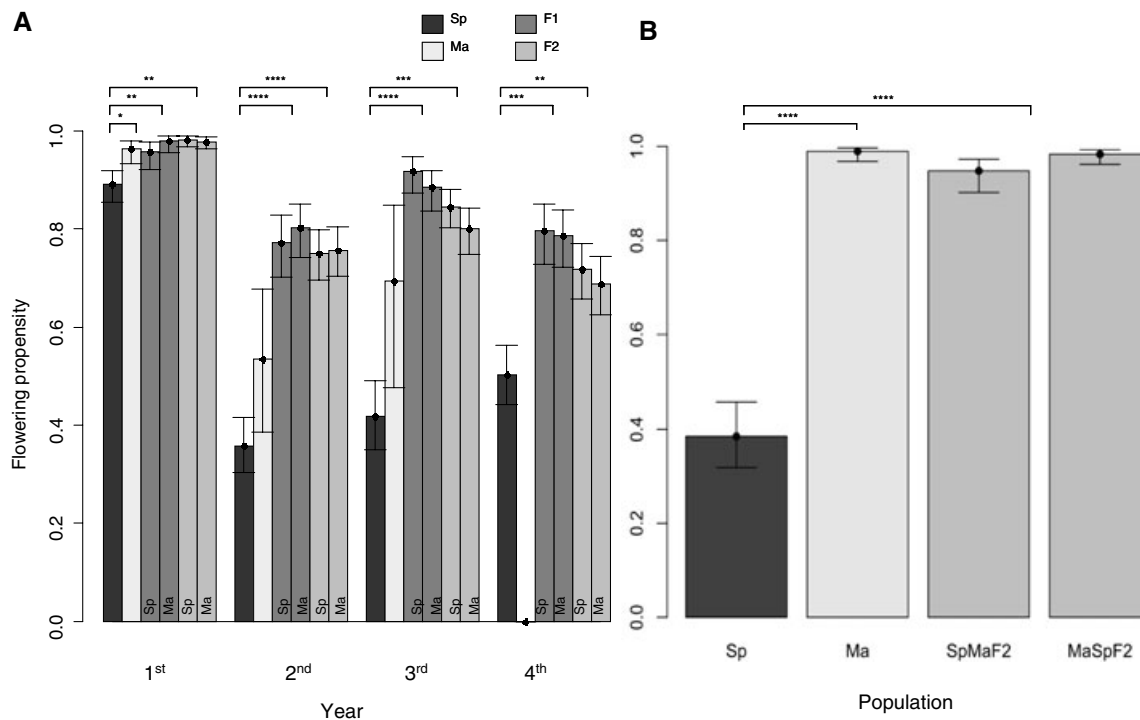 A
Sp
F1
Ma
F2
B
**
**
*
****
****
***
****
**
***
****
****
1.0
0.8
0.6
0.4
0.2
0.0
Flowering propensity
Sp
Ma
Sp
Ma
Sp
Ma
Sp
Ma
Sp
Ma
Sp
Ma
Sp
Ma
Sp
Ma
1st
2nd
3rd
4th
Year
1.0
0.8
0.6
0.4
0.2
0.0
Sp
Ma
SpMaF2
MaSpF2
Population